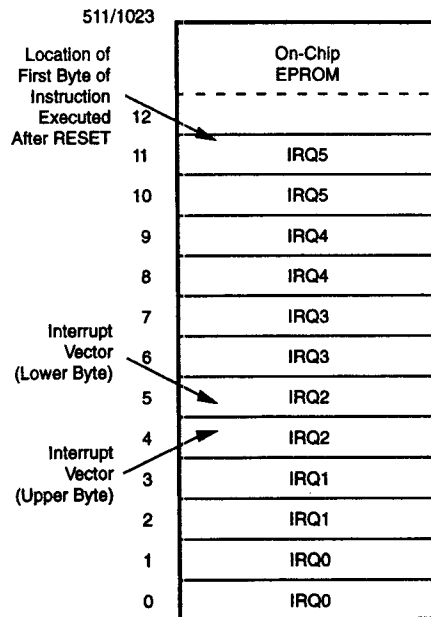 511/1023
Location of
First Byte of
Instruction
Executed
After RESET
On-Chip
EPROM
12
11 IRQ5
10 IRQ5
9 IRQ4
8 IRQ4
7 IRQ3
Interrupt
Vector
(Lower Byte)
6 IRQ3
5 IRQ2
4 IRQ2
Interrupt
Vector
(Upper Byte)
3 IRQ1
2 IRQ1
1 IRQ0
0 IRQ0